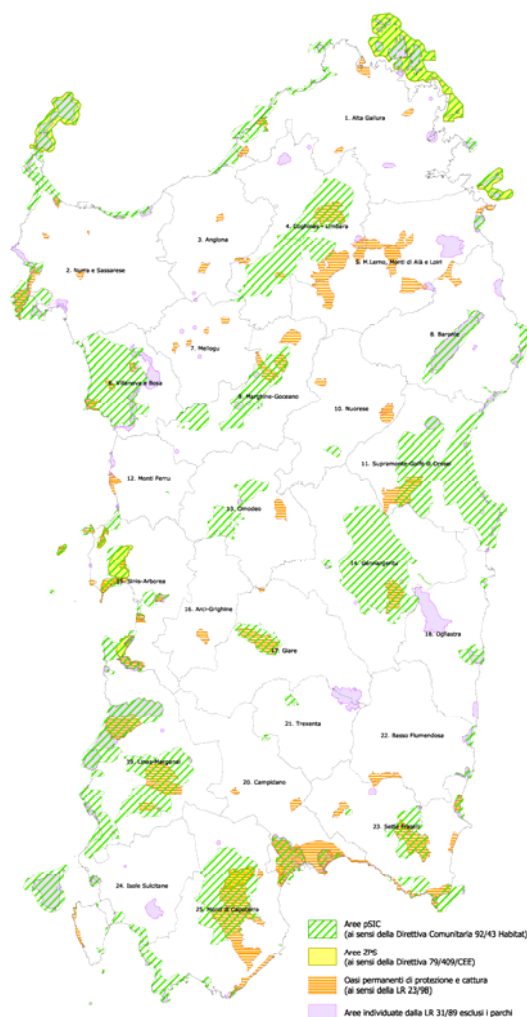 1. Alta Gallura
3. Anglona
4. Coghinas - Limbara
2. Nurra e Sassarese
5. M.Lerno, Monti di Alà e Loiri
7. Mejlogu
8. Baronie
6. Villanova e Bosa
9. Marghine-Goceano
10. Nuorese
11. Supramonte-Golfo di Orosei
12. Monti Ferru
13. Omodeo
14. Gennargentu
15. Sinis-Arborea
16. Arci-Grighine
17. Giare
18. Ogliastra
21. Trexenta
22. Basso Flumendosa
19. Linas-Marganai
20. Campidano
23. Sette Fratelli
24. Isole Sulcitane
25. Monti di Capoterra
Aree pSIC
(ai sensi della Direttiva Comunitaria 92/43 Habitat)
Aree ZPS
(ai sensi della Direttiva 79/409/CEE)
Oasi permanenti di protezione e cattura
(ai sensi della LR 23/98)
Aree individuate dalla LR 31/89 esclusi i parchi